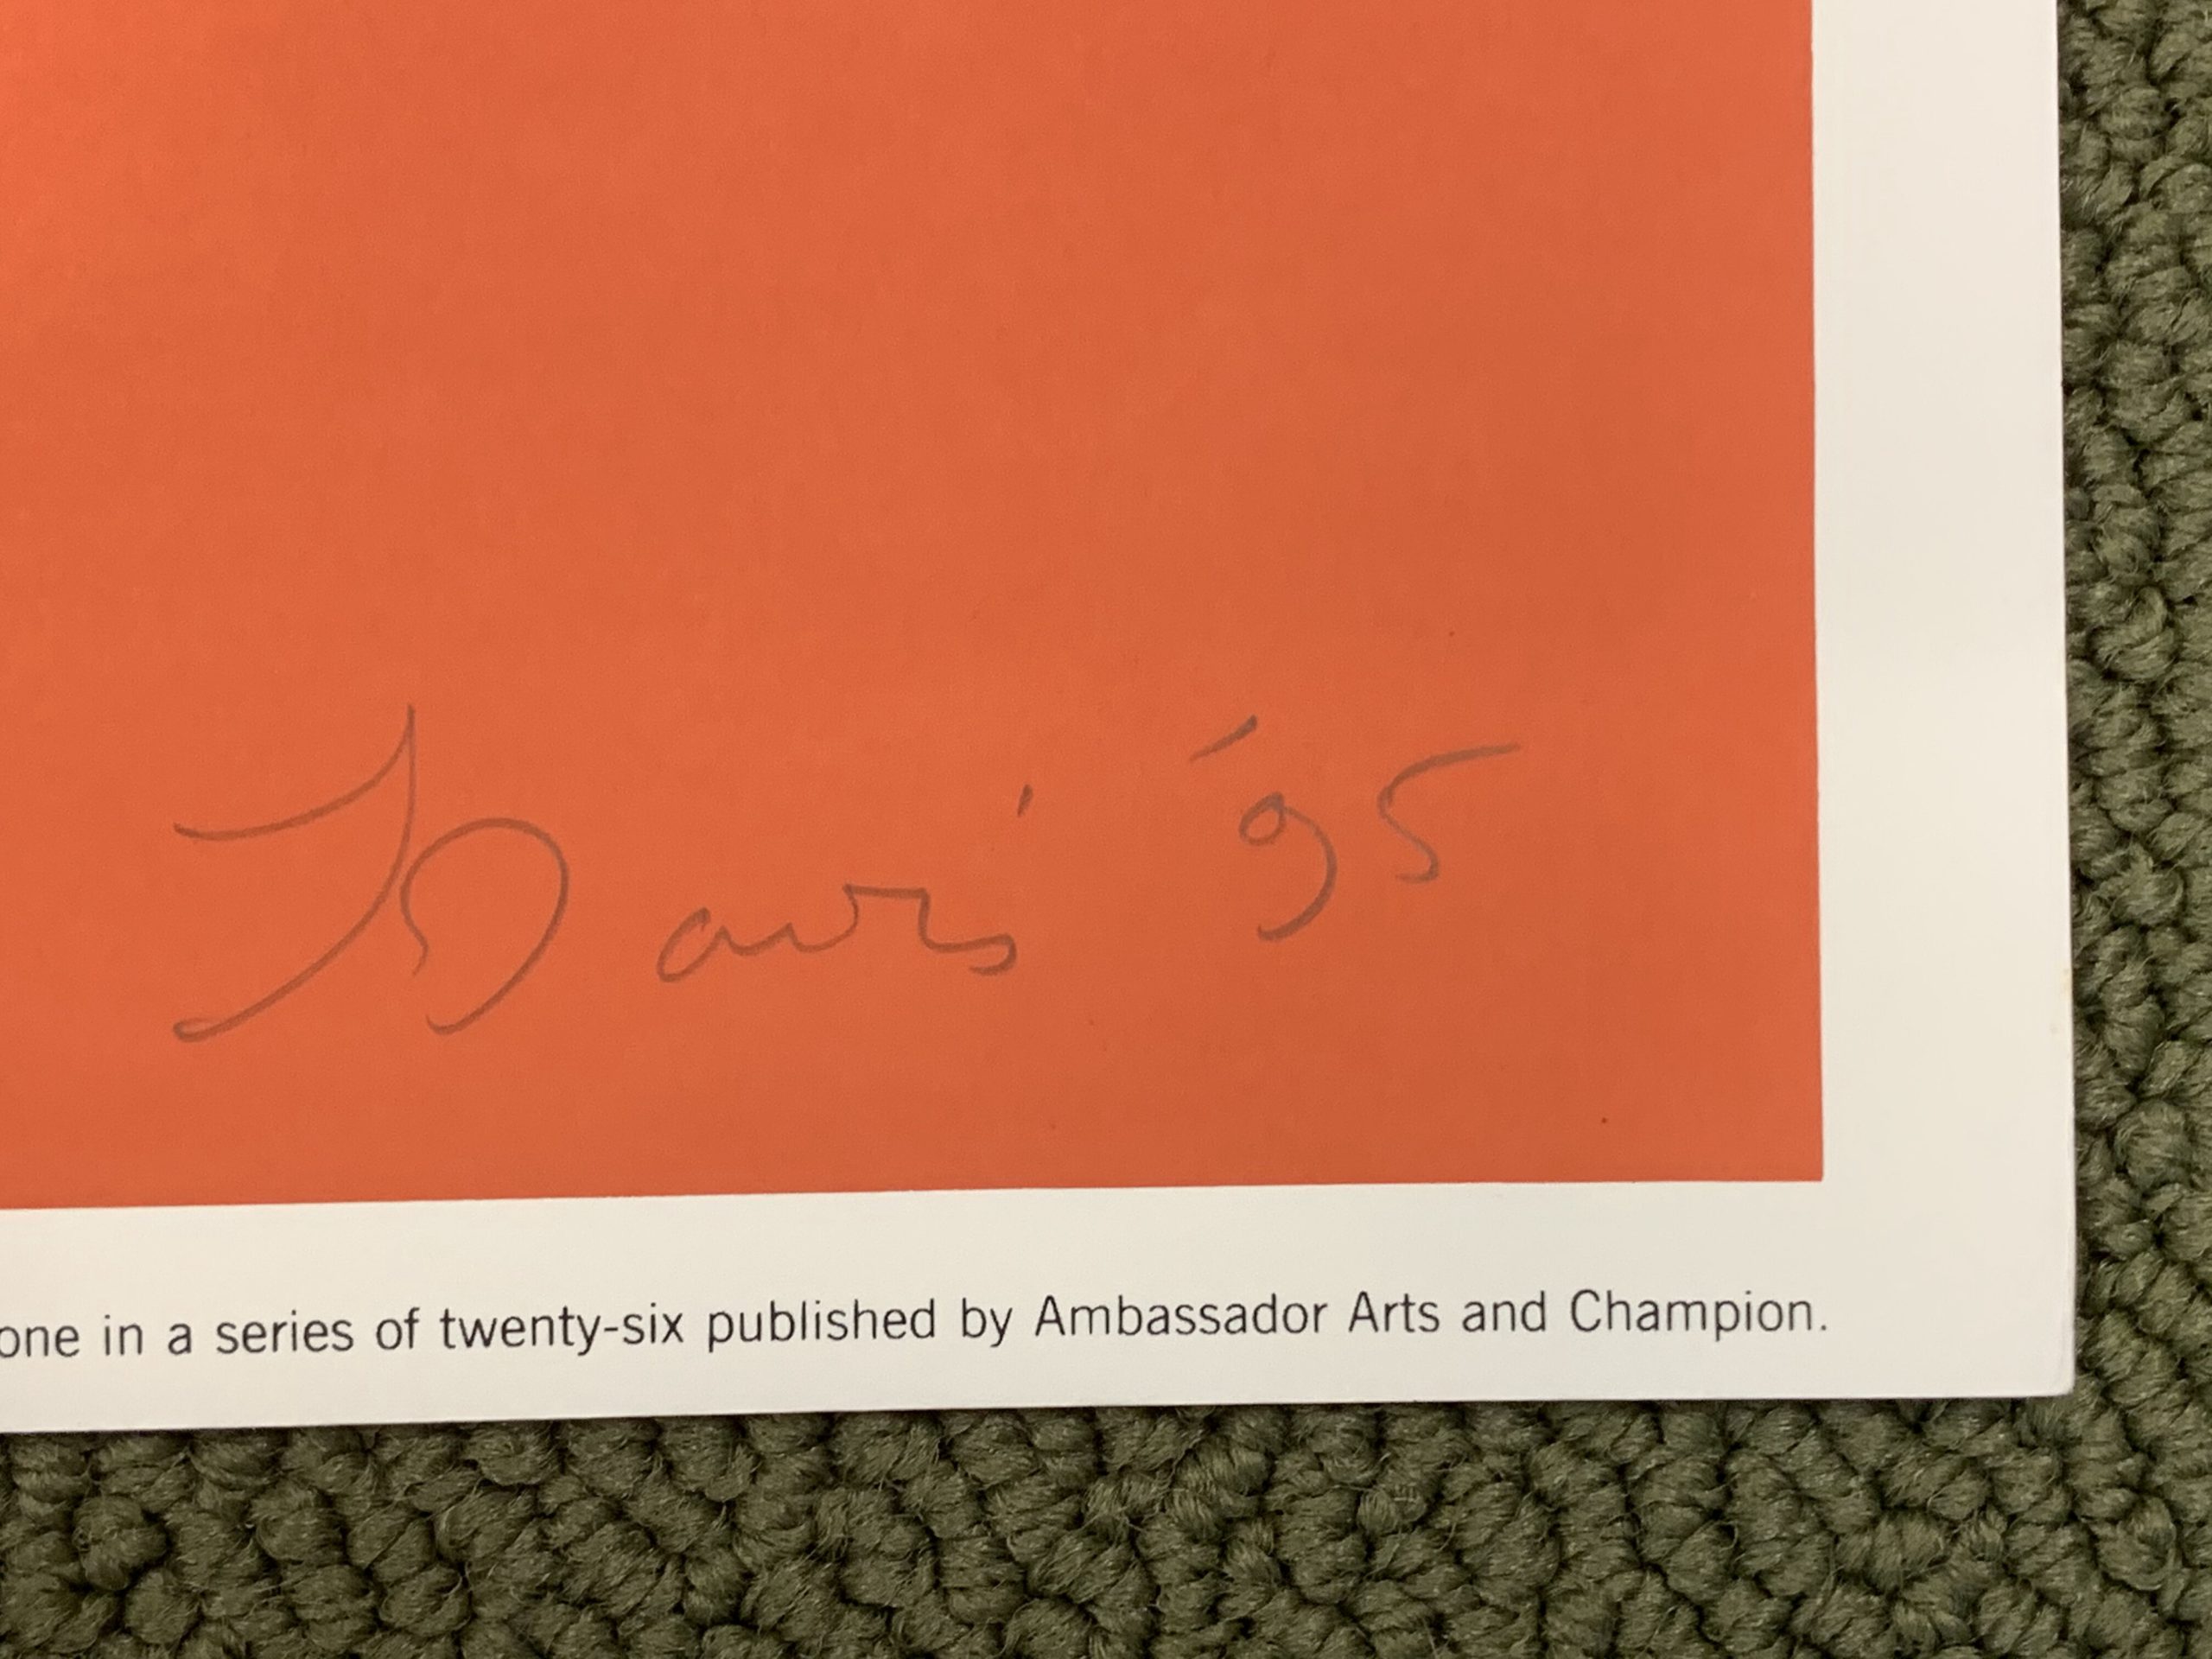 Davis '95
one in a series of twenty-six published by Ambassador Arts and Champion.